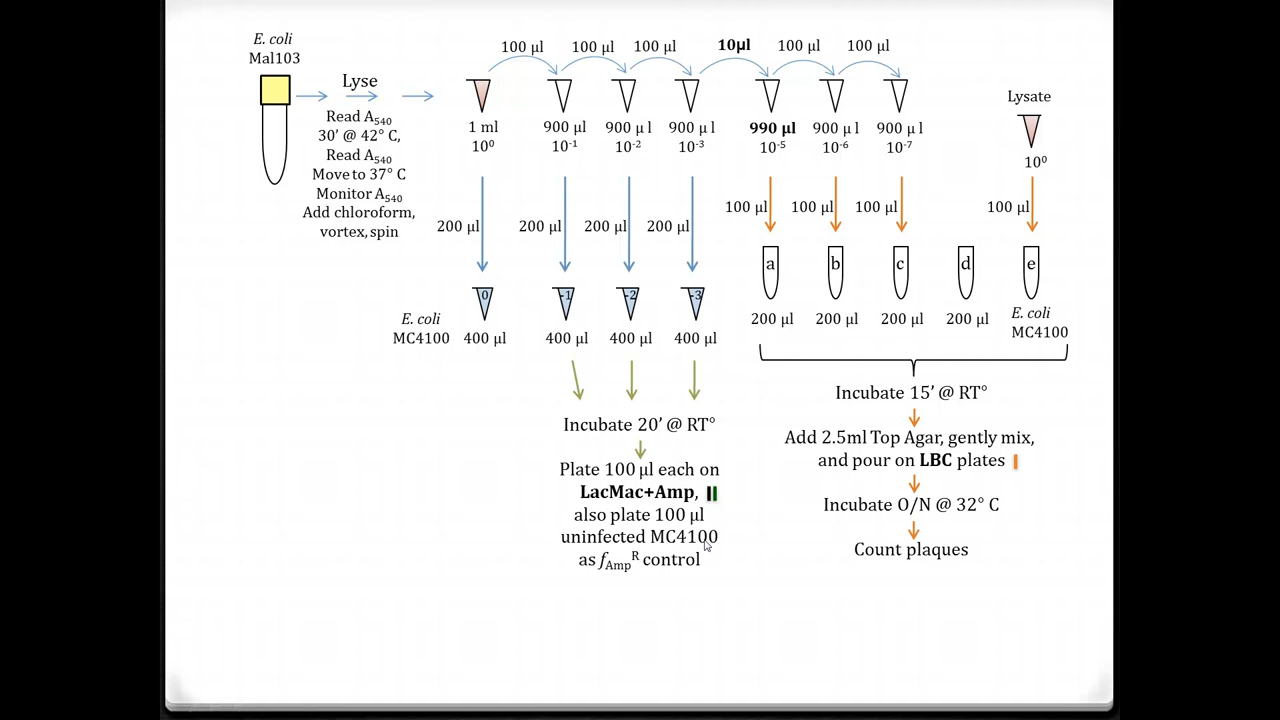 E. coli
Mal103
Lyse
Read A540
30’ @ 42° C,
Read A540
Move to 37° C
Monitor A540
Add chloroform,
vortex, spin
100 µl 100 µl 100 µl 10µl 100 µl 100 µl
1 ml 900 µl 900 µ l 900 µ l 990 µl 900 µ l 900 µ l
10⁰ 10⁻¹ 10⁻² 10⁻³ 10⁻⁵ 10⁻⁶ 10⁻⁷
Lysate
10⁰
200 µl 200 µl 200 µl 200 µl
100 µl 100 µl 100 µl 100 µl
0 -1 -2 -3
a b c d e
E. coli
MC4100 400 µl 400 µl 400 µl 400 µl
200 µl 200 µl 200 µl 200 µl
E. coli
MC4100
Incubate 20’ @ RT°
Plate 100 µl each on
LacMac+Amp,
also plate 100 µl
uninfected MC4100
as fAmpᴿ control
Incubate 15’ @ RT°
Add 2.5ml Top Agar, gently mix,
and pour on LBC plates
Incubate O/N @ 32° C
Count plaques